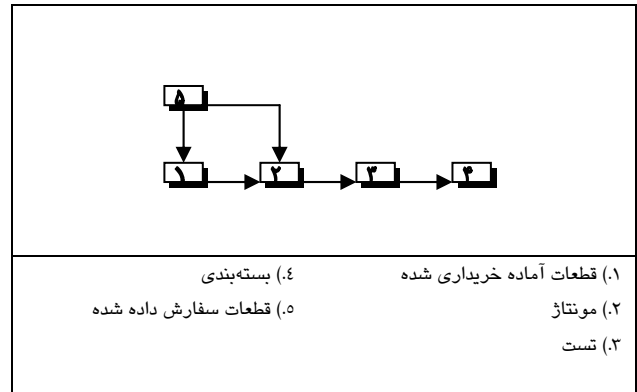 ۵
۱ ۲ ۳ ۴
۱.) قطعات آماده خریداری شده
۲.) مونتاژ
۳.) تست
٤.) بسته‌بندی
۵.) قطعات سفارش داده شده